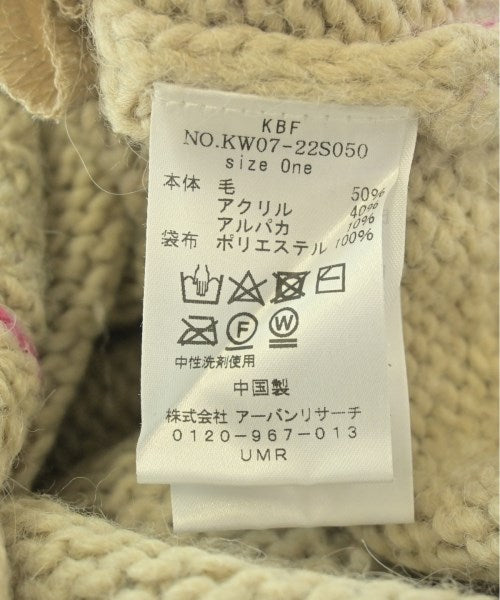 KBF
NO.KW07-22S050
size One
本体 毛 50%
アクリル 40%
アルパカ 10%
袋布 ポリエステル 100%
F W
中性洗剤使用
中国製
株式会社 アーバンリサーチ
0120-967-013
UMR